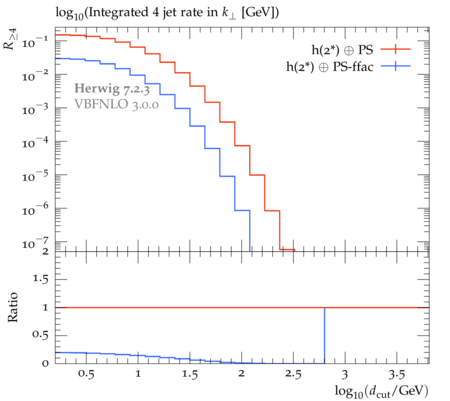 log₁₀(Integrated 4 jet rate in k⊥ [GeV])
R≥4
10⁻¹
10⁻²
10⁻³
10⁻⁴
10⁻⁵
10⁻⁶
10⁻⁷
h(2*) ⊕ PS
h(2*) ⊕ PS-ffac
Herwig 7.2.3
VBFNLO 3.0.0
Ratio
2
1.5
1
0.5
0
0.5 1 1.5 2 2.5 3 3.5
log₁₀(d_cut/GeV)